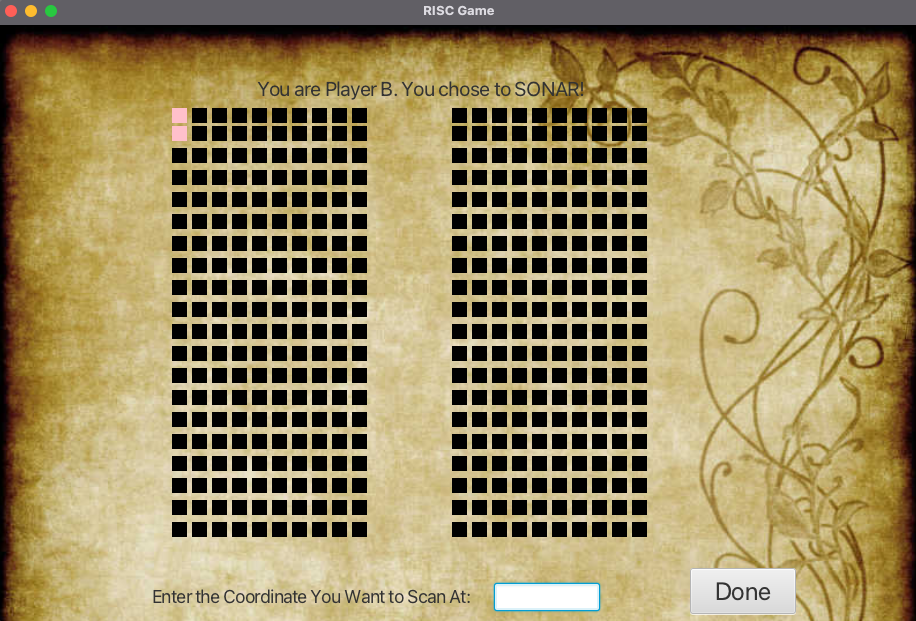 RISC Game
You are Player B. You chose to SONAR!
Enter the Coordinate You Want to Scan At:
Done